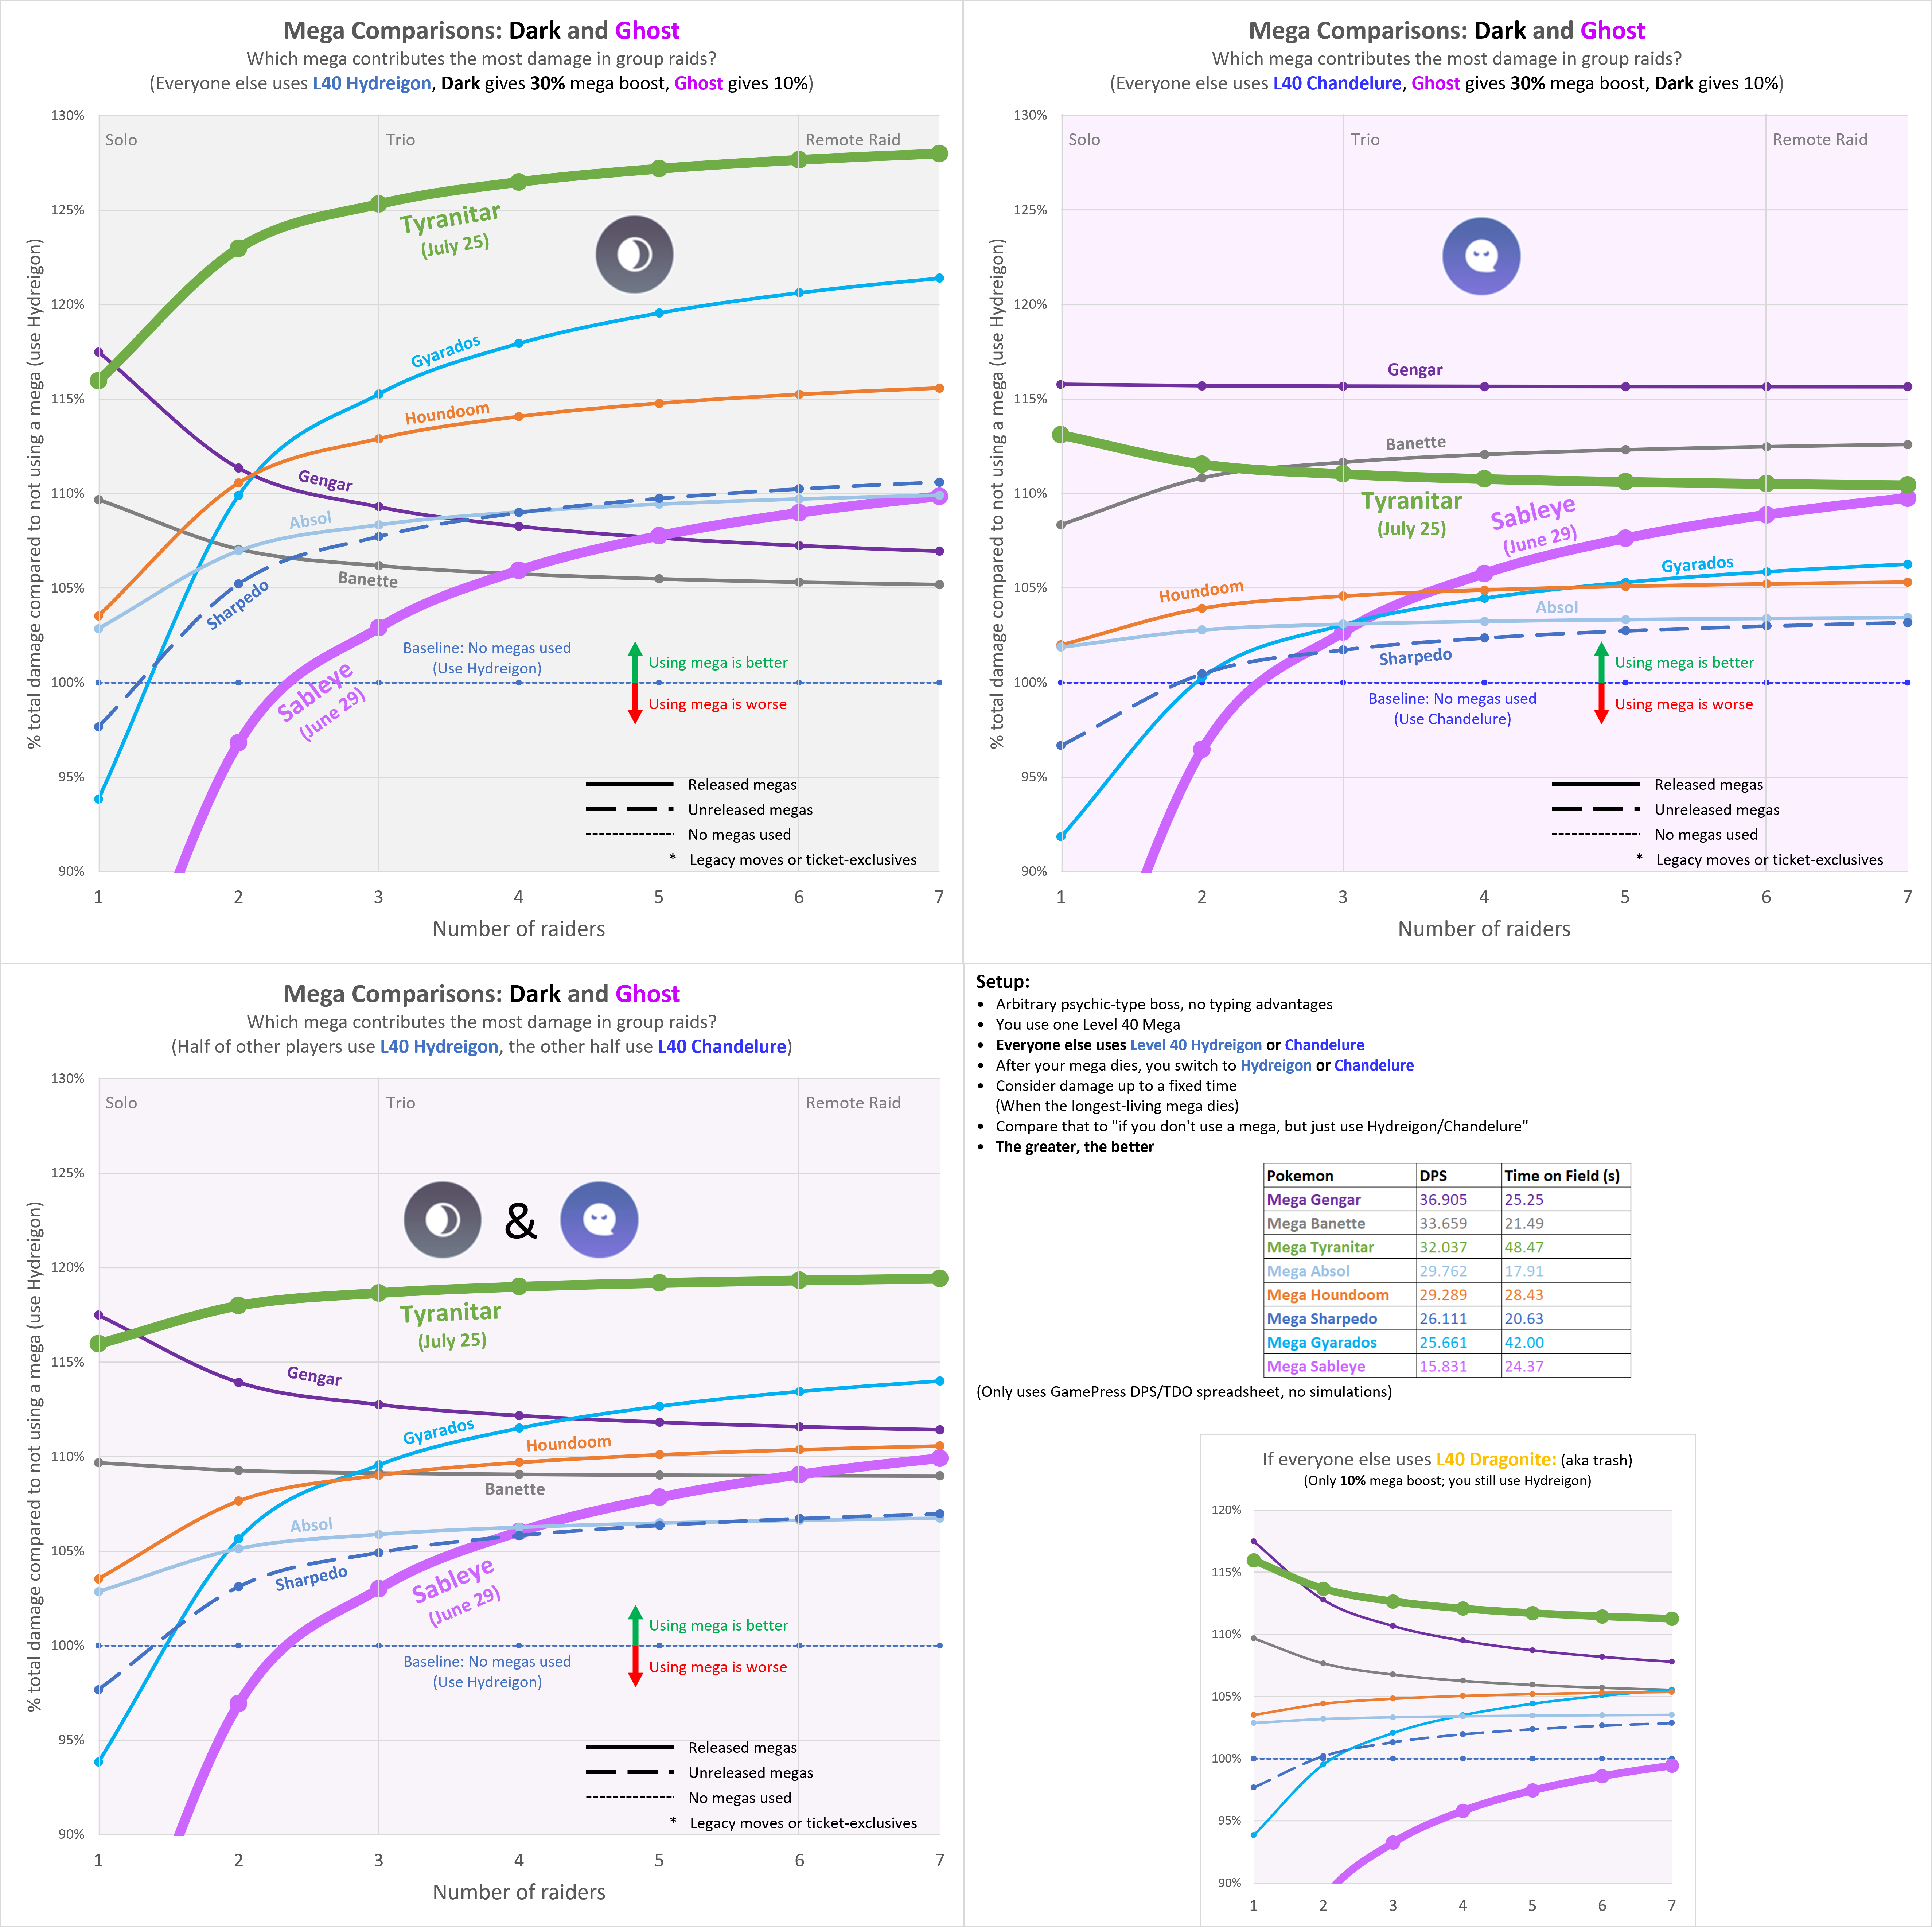 Mega Comparisons: Dark and Ghost
Which mega contributes the most damage in group raids?
(Everyone else uses L40 Hydreigon, Dark gives 30% mega boost, Ghost gives 10%)
% total damage compared to not using a mega (use Hydreigon)
130%
125%
120%
115%
110%
105%
100%
95%
90%
Solo
Trio
Remote Raid
Tyranitar
(July 25)
Gyarados
Houndoom
Gengar
Absol
Banette
Sharpedo
Sableye
(June 29)
Baseline: No megas used
(Use Hydreigon)
Using mega is better
Using mega is worse
Released megas
Unreleased megas
No megas used
* Legacy moves or ticket-exclusives
1 2 3 4 5 6 7
Number of raiders
Mega Comparisons: Dark and Ghost
Which mega contributes the most damage in group raids?
(Everyone else uses L40 Chandelure, Ghost gives 30% mega boost, Dark gives 10%)
% total damage compared to not using a mega (use Hydreigon)
130%
125%
120%
115%
110%
105%
100%
95%
90%
Solo
Trio
Remote Raid
Gengar
Banette
Tyranitar
(July 25)
Sableye
(June 29)
Gyarados
Houndoom
Absol
Sharpedo
Baseline: No megas used
(Use Chandelure)
Using mega is better
Using mega is worse
Released megas
Unreleased megas
No megas used
* Legacy moves or ticket-exclusives
1 2 3 4 5 6 7
Number of raiders
Mega Comparisons: Dark and Ghost
Which mega contributes the most damage in group raids?
(Half of other players use L40 Hydreigon, the other half use L40 Chandelure)
% total damage compared to not using a mega (use Hydreigon)
130%
125%
120%
115%
110%
105%
100%
95%
90%
Solo
Trio
Remote Raid
&
Tyranitar
(July 25)
Gengar
Gyarados
Houndoom
Banette
Absol
Sharpedo
Sableye
(June 29)
Baseline: No megas used
(Use Hydreigon)
Using mega is better
Using mega is worse
Released megas
Unreleased megas
No megas used
* Legacy moves or ticket-exclusives
1 2 3 4 5 6 7
Number of raiders
Setup:
• Arbitrary psychic-type boss, no typing advantages
• You use one Level 40 Mega
• Everyone else uses Level 40 Hydreigon or Chandelure
• After your mega dies, you switch to Hydreigon or Chandelure
• Consider damage up to a fixed time
(When the longest-living mega dies)
• Compare that to "if you don't use a mega, but just use Hydreigon/Chandelure"
• The greater, the better
Pokemon DPS Time on Field (s)
Mega Gengar 36.905 25.25
Mega Banette 33.659 21.49
Mega Tyranitar 32.037 48.47
Mega Absol 29.762 17.91
Mega Houndoom 29.289 28.43
Mega Sharpedo 26.111 20.63
Mega Gyarados 25.661 42.00
Mega Sableye 15.831 24.37
(Only uses GamePress DPS/TDO spreadsheet, no simulations)
If everyone else uses L40 Dragonite: (aka trash)
(Only 10% mega boost; you still use Hydreigon)
120%
115%
110%
105%
100%
95%
90%
1 2 3 4 5 6 7